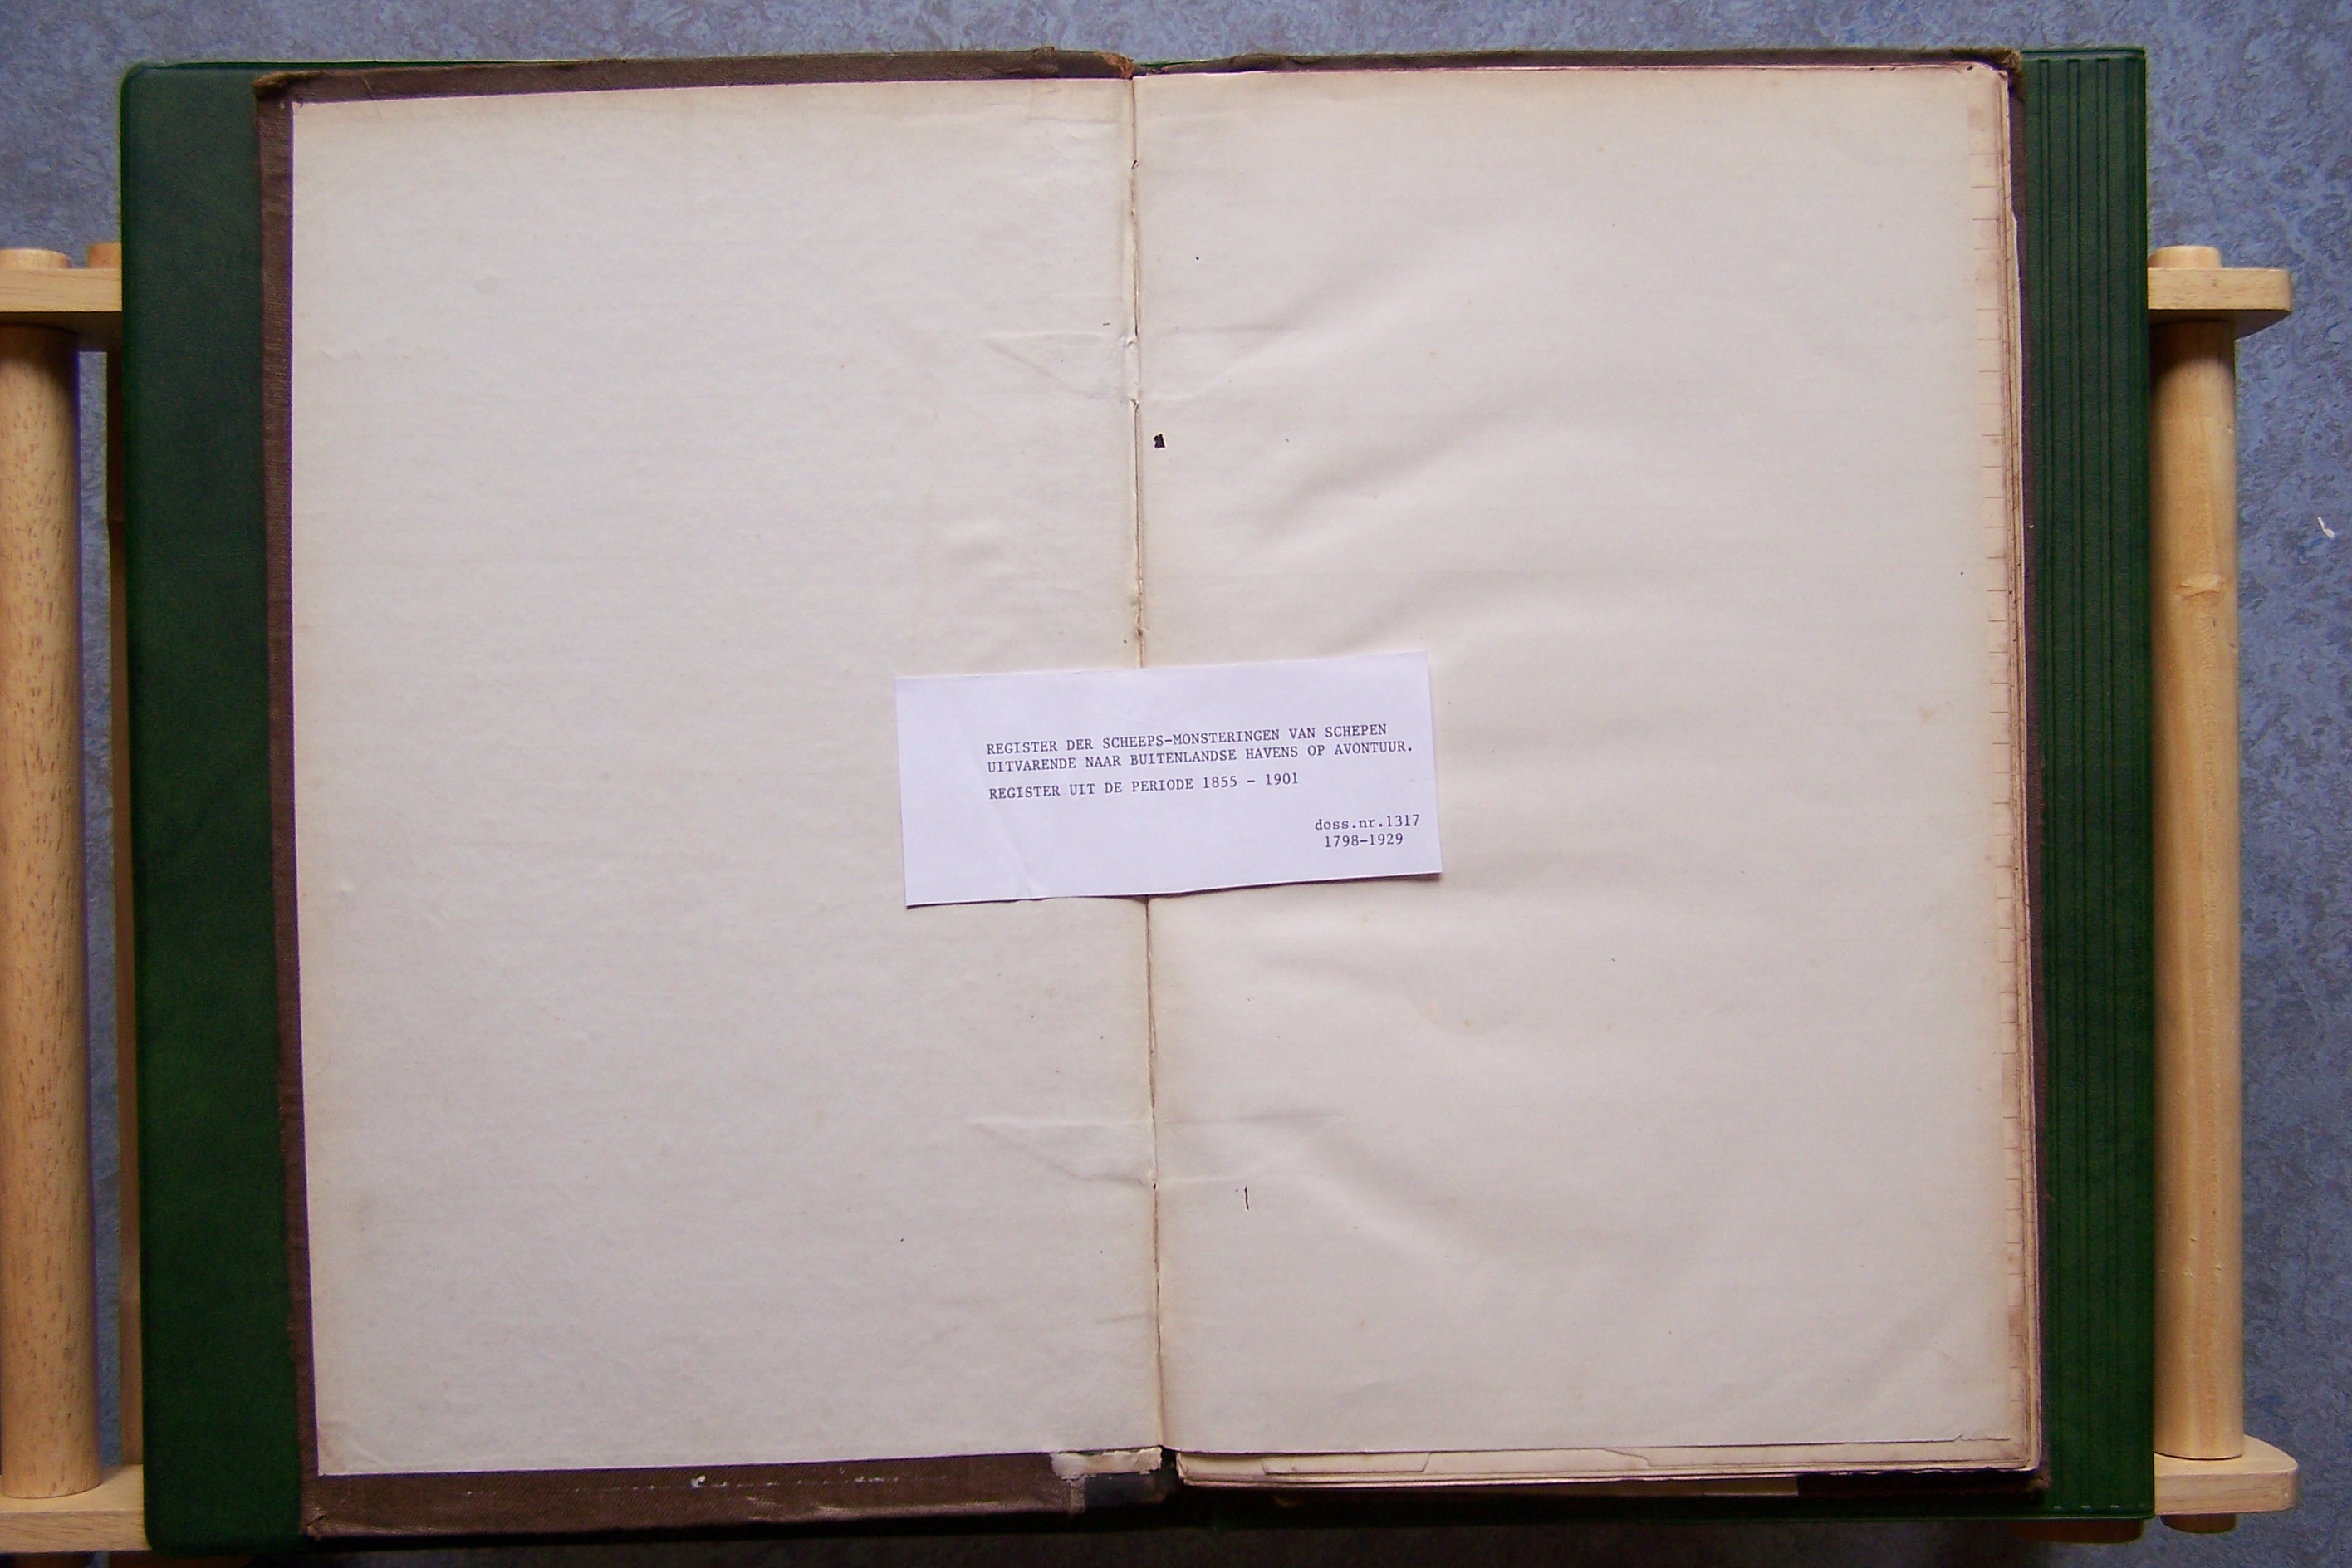 REGISTER DER SCHEEPS-MONSTERINGEN VAN SCHEPEN
UITVARENDE NAAR BUITENLANDSE HAVENS OP AVONTUUR.
REGISTER UIT DE PERIODE 1855 - 1901
doss.nr.1317
1798-1929